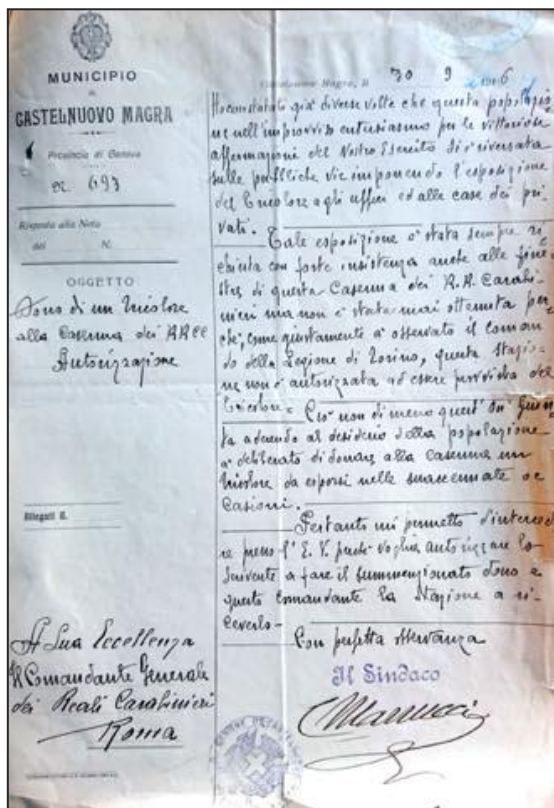 MUNICIPIO
DI
CASTELNUOVO MAGRA
Provincia di Genova
N. 693
Risposta alla Nota
del N.
OGGETTO
Dono di un Tricolore
alla Caserma dei RRCC
Autorizzazione
Allegati N.
A Sua Eccellenza
Il Comandante Generale
dei Reali Carabinieri
Roma
Castelnuovo Magra, li 30 9 1916
Ho constatato già diverse volte che questa popolazio
ne nell'improvviso entusiasmo per le vittoriose
affermazioni del Nostro Esercito si è riversata
sulle pubbliche vie imponendo l'esposizione
del Tricolore agli uffici ed alle case dei pri
vati.
Tale esposizione è stata sempre ri
chiesta con forte insistenza anche alle fine
stre di questa Caserma dei R.R. Carabi
nieri ma non è stata mai ottenuta per
chè, come giustamente à osservato il coman
do della Legione di Torino, questa stazio
ne non è autorizzata ad essere provvista del
Tricolore. Ciò non di meno quest' On. Giun
ta aderendo al desiderio della popolazione
à deliberato di donare alla caserma un
tricolore da esporsi nelle smascennate oc
casioni.
Pertanto mi permetto d'interess
re presso l'E. V. perchè voglia autorizzare lo
scrivente a fare il summenzionato dono e
questo comandante la Stazione a ri
ceverlo.
Con perfetta osservanza
Il Sindaco